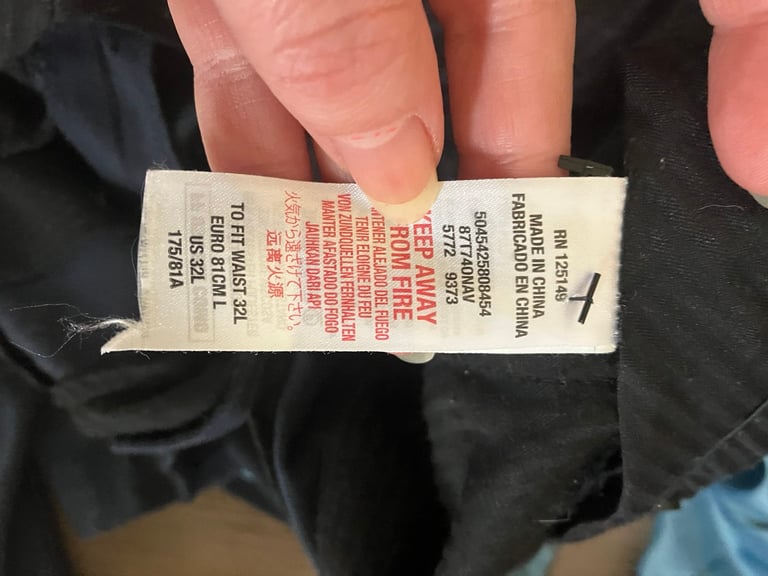 RN 125149
MADE IN CHINA
FABRICADO EN CHINA
5045425808454
87T740NAV
5772 9373
KEEP AWAY
FROM FIRE
ALEJADO DEL FUEGO
TENIR ELOIGNE DU FEU
VON ZUNDQUELLEN FERNHALTEN
MANTER AFASTADO DO FOGO
JAUHKAN DARI API
火気から遠ざけて下さい。
远离火源
TO FIT WAIST 32L
EURO 81CM L
US 32L
175/81A